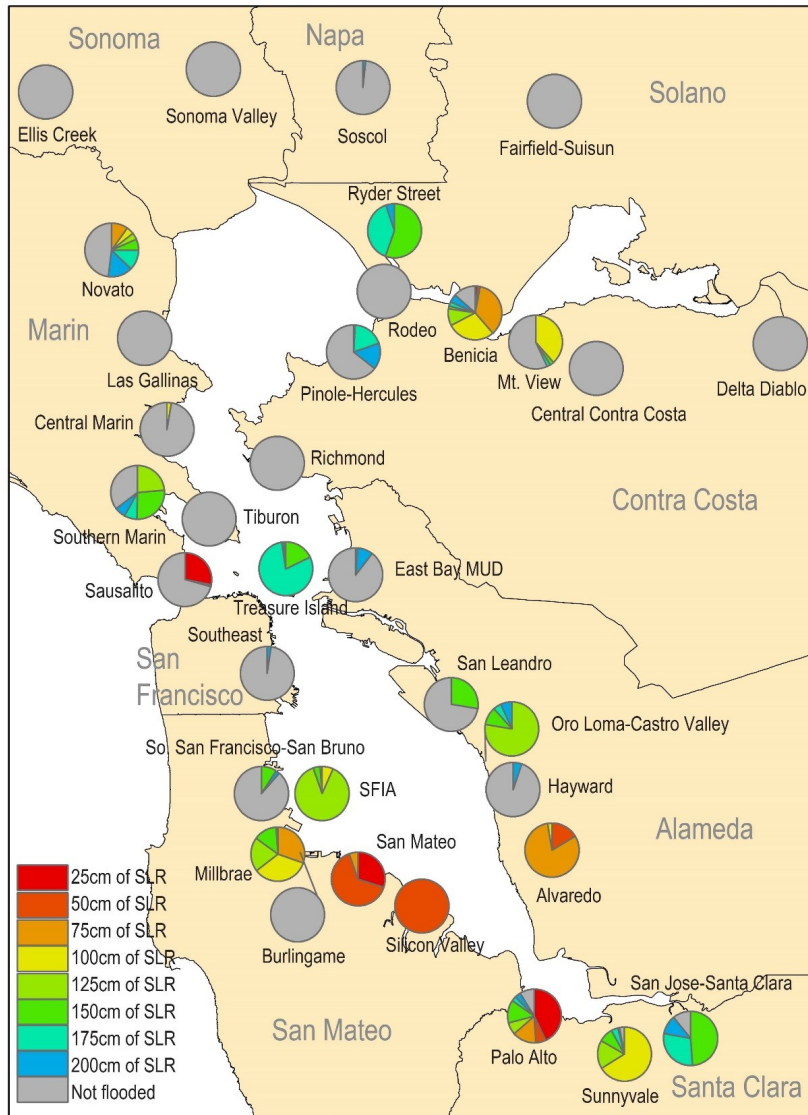 Sonoma
Napa
Solano
Ellis Creek
Sonoma Valley
Soscol
Fairfield-Suisun
Ryder Street
Novato
Rodeo
Benicia
Marin
Las Gallinas
Pinole-Hercules
Mt. View
Central Contra Costa
Delta Diablo
Central Marin
Richmond
Contra Costa
Southern Marin
Tiburon
Sausalito
Treasure Island
East Bay MUD
Southeast
San
Francisco
San Leandro
Oro Loma-Castro Valley
So. San Francisco-San Bruno
SFIA
Hayward
Alameda
Millbrae
San Mateo
Alvaredo
Burlingame
Silicon Valley
25cm of SLR
50cm of SLR
75cm of SLR
100cm of SLR
125cm of SLR
150cm of SLR
175cm of SLR
200cm of SLR
Not flooded
San Mateo
Palo Alto
San Jose-Santa Clara
Sunnyvale
Santa Clara